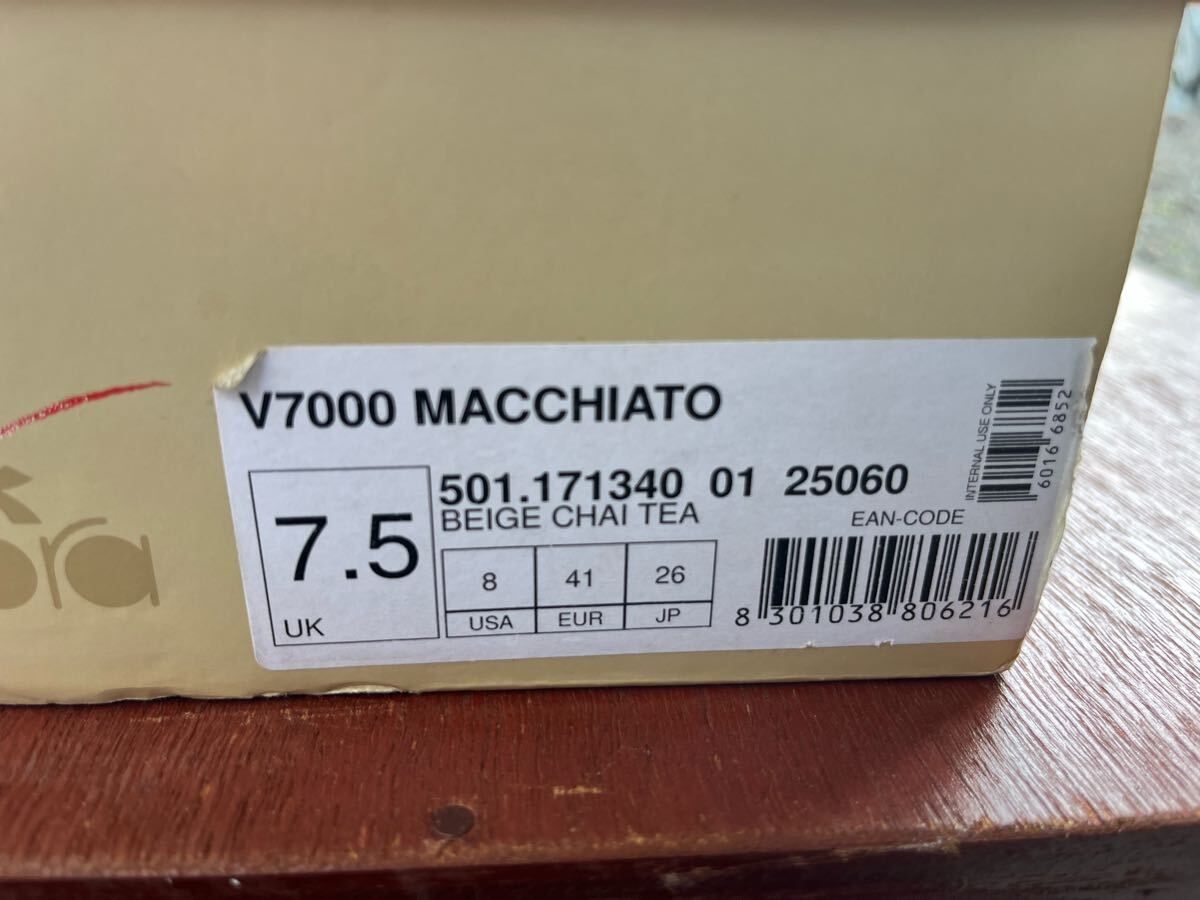 V7000 MACCHIATO
501.171340 01 25060
BEIGE CHAI TEA
7.5
UK
8 41 26
USA EUR JP
EAN-CODE
8 301038 806216
INTERNAL USE ONLY
6016 6852
ora